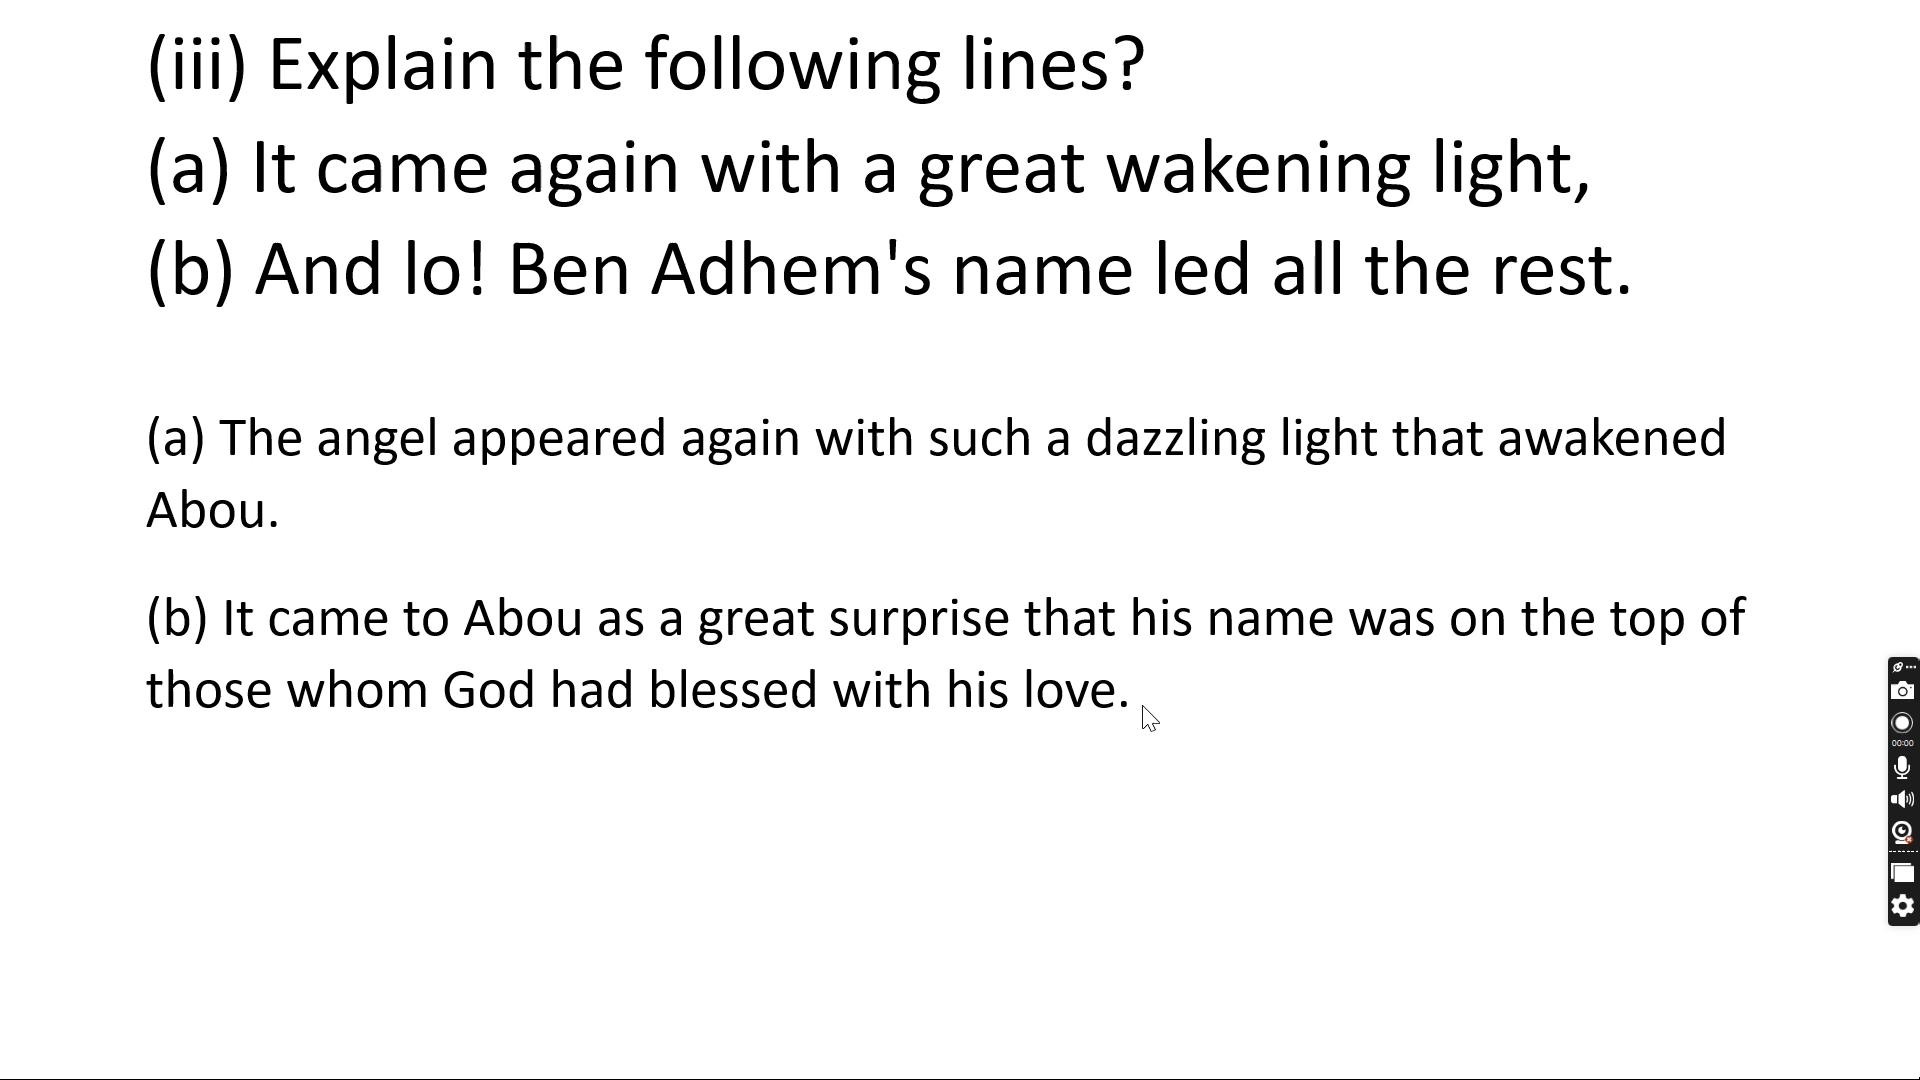 (iii) Explain the following lines?
(a) It came again with a great wakening light,
(b) And lo! Ben Adhem's name led all the rest.
(a) The angel appeared again with such a dazzling light that awakened
Abou.
(b) It came to Abou as a great surprise that his name was on the top of
those whom God had blessed with his love.
00:00